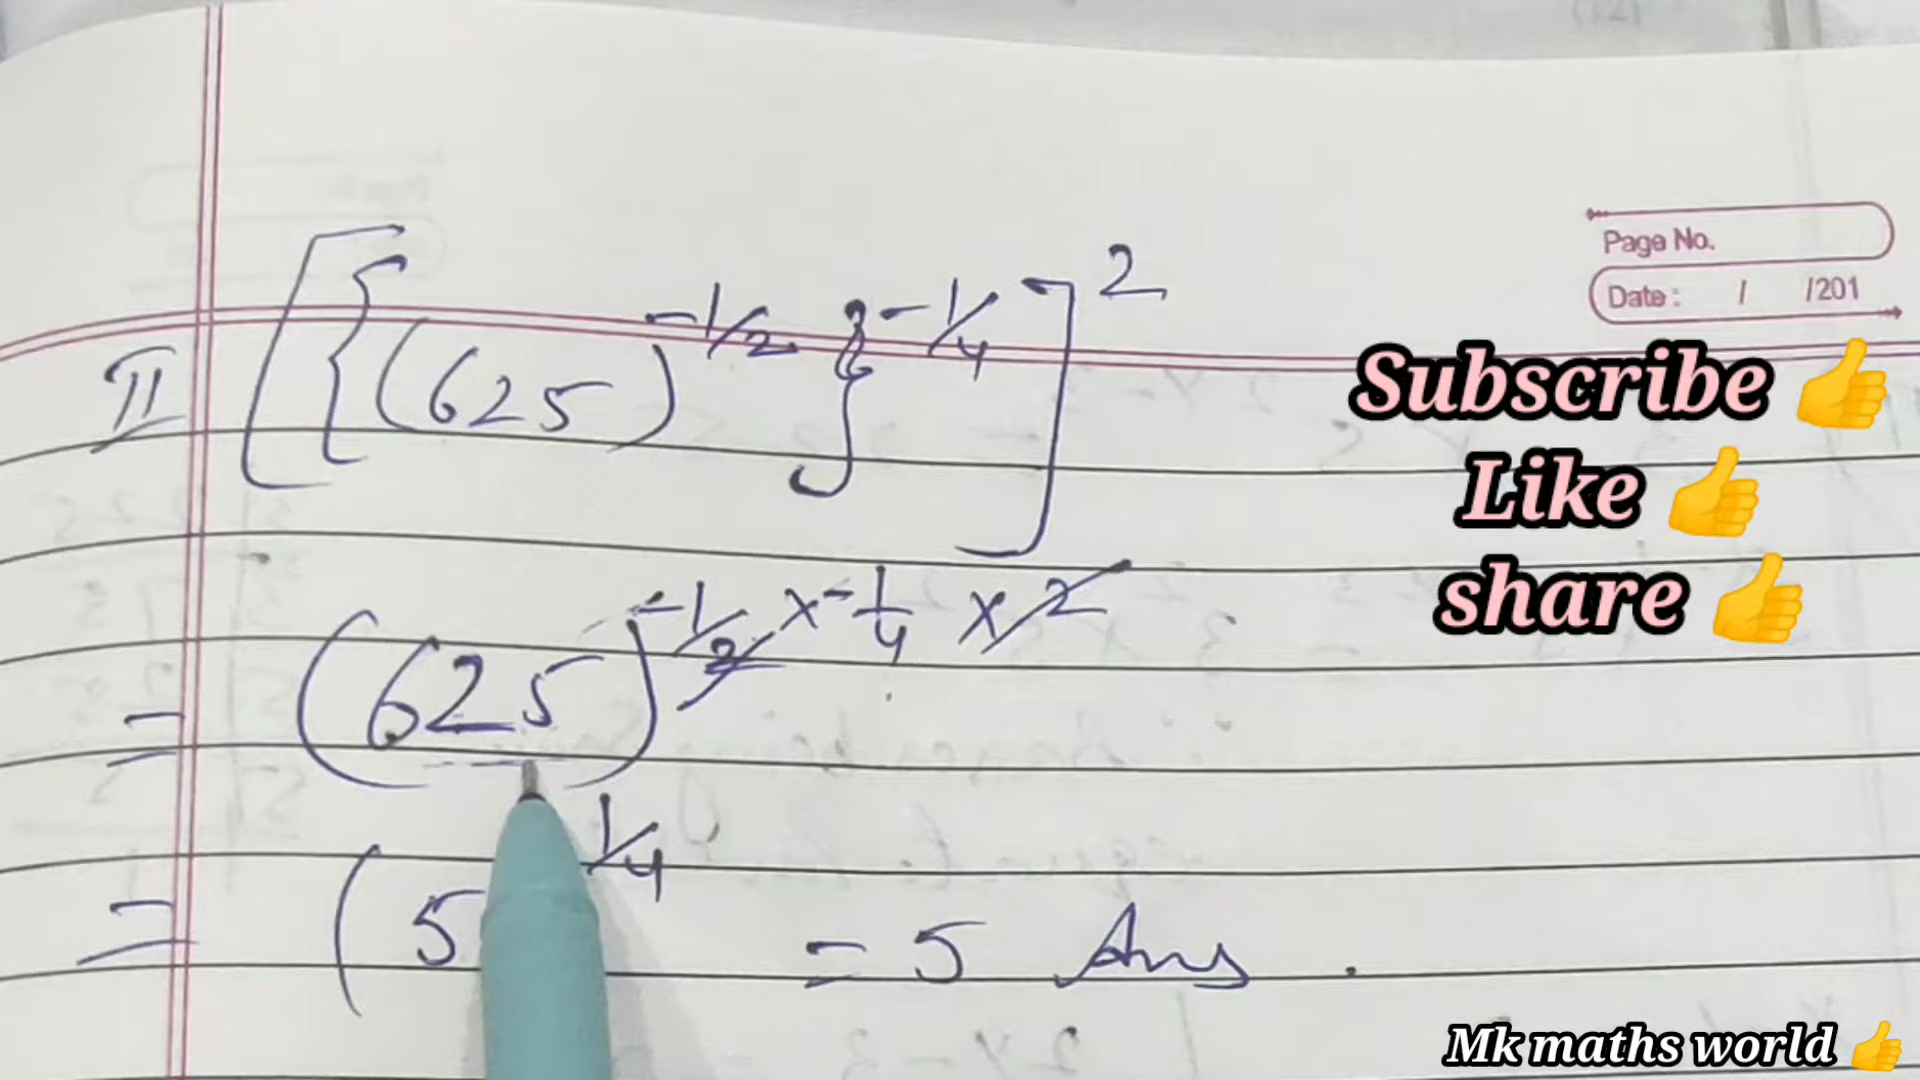 Page No.
Date : / /201
II [{(625)^-1/2}^-1/4]^2
= (625)^-1/2 x -1/4 x 2
= (5 1/4 = 5 Ans .
Subscribe 👍
Like 👍
share 👍
Mk maths world 👍